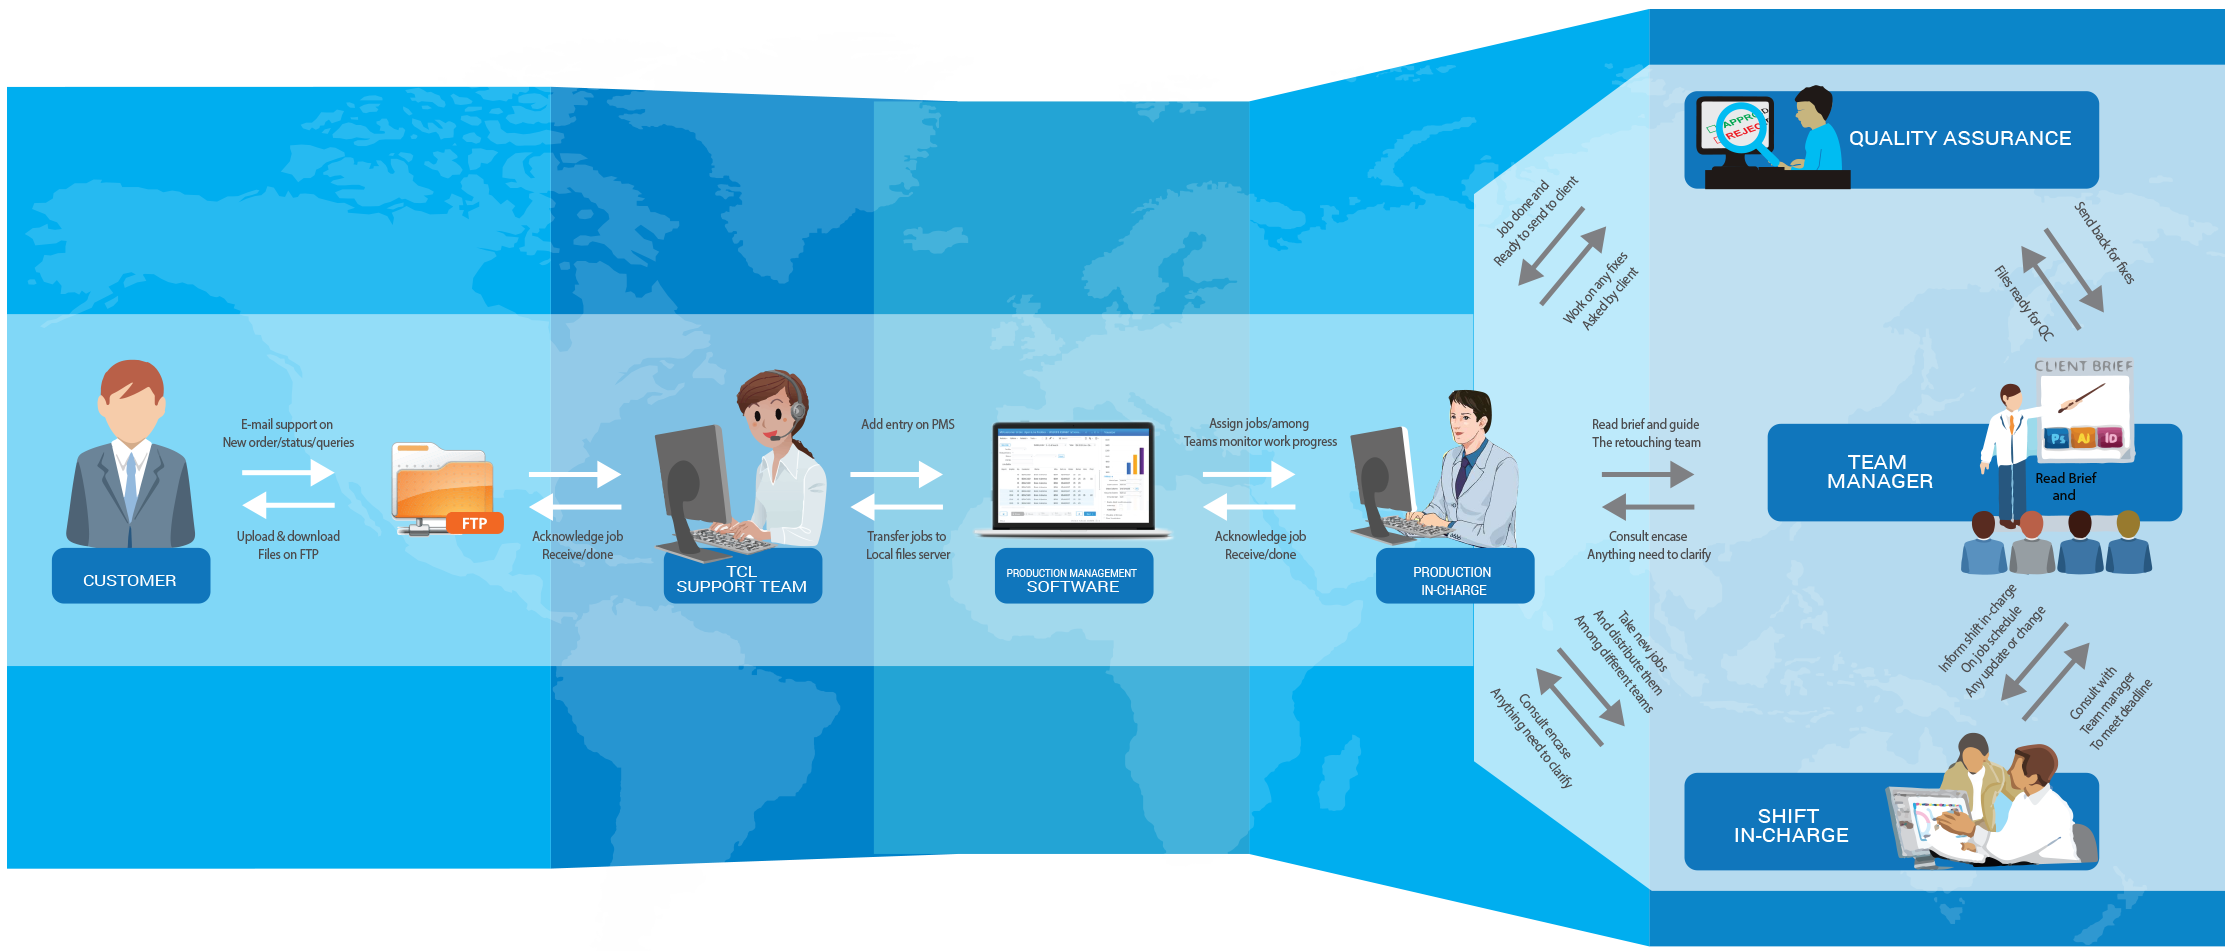 QUALITY ASSURANCE
APPR D
REJEC
Job done and
Ready to send to client
Work on any fixes
Asked by client
Send back for fixes
Files ready for QC
CLIENT BRIEF
Ps Ai ID
Read Brief
and
TEAM
MANAGER
E-mail support on
New order/status/queries
Upload & download
Files on FTP
CUSTOMER
FTP
Acknowledge job
Receive/done
TCL
SUPPORT TEAM
Add entry on PMS
Transfer jobs to
Local files server
PRODUCTION MANAGEMENT
SOFTWARE
Assign jobs/among
Teams monitor work progress
Acknowledge job
Receive/done
PRODUCTION
IN-CHARGE
Read brief and guide
The retouching team
Consult encase
Anything need to clarify
Take new jobs
And distribute them
Among different teams
Consult encase
Anything need to clarify
Inform shift in-charge
On job schedule
Any update or change
Consult with
Team manager
To meet deadline
SHIFT
IN-CHARGE